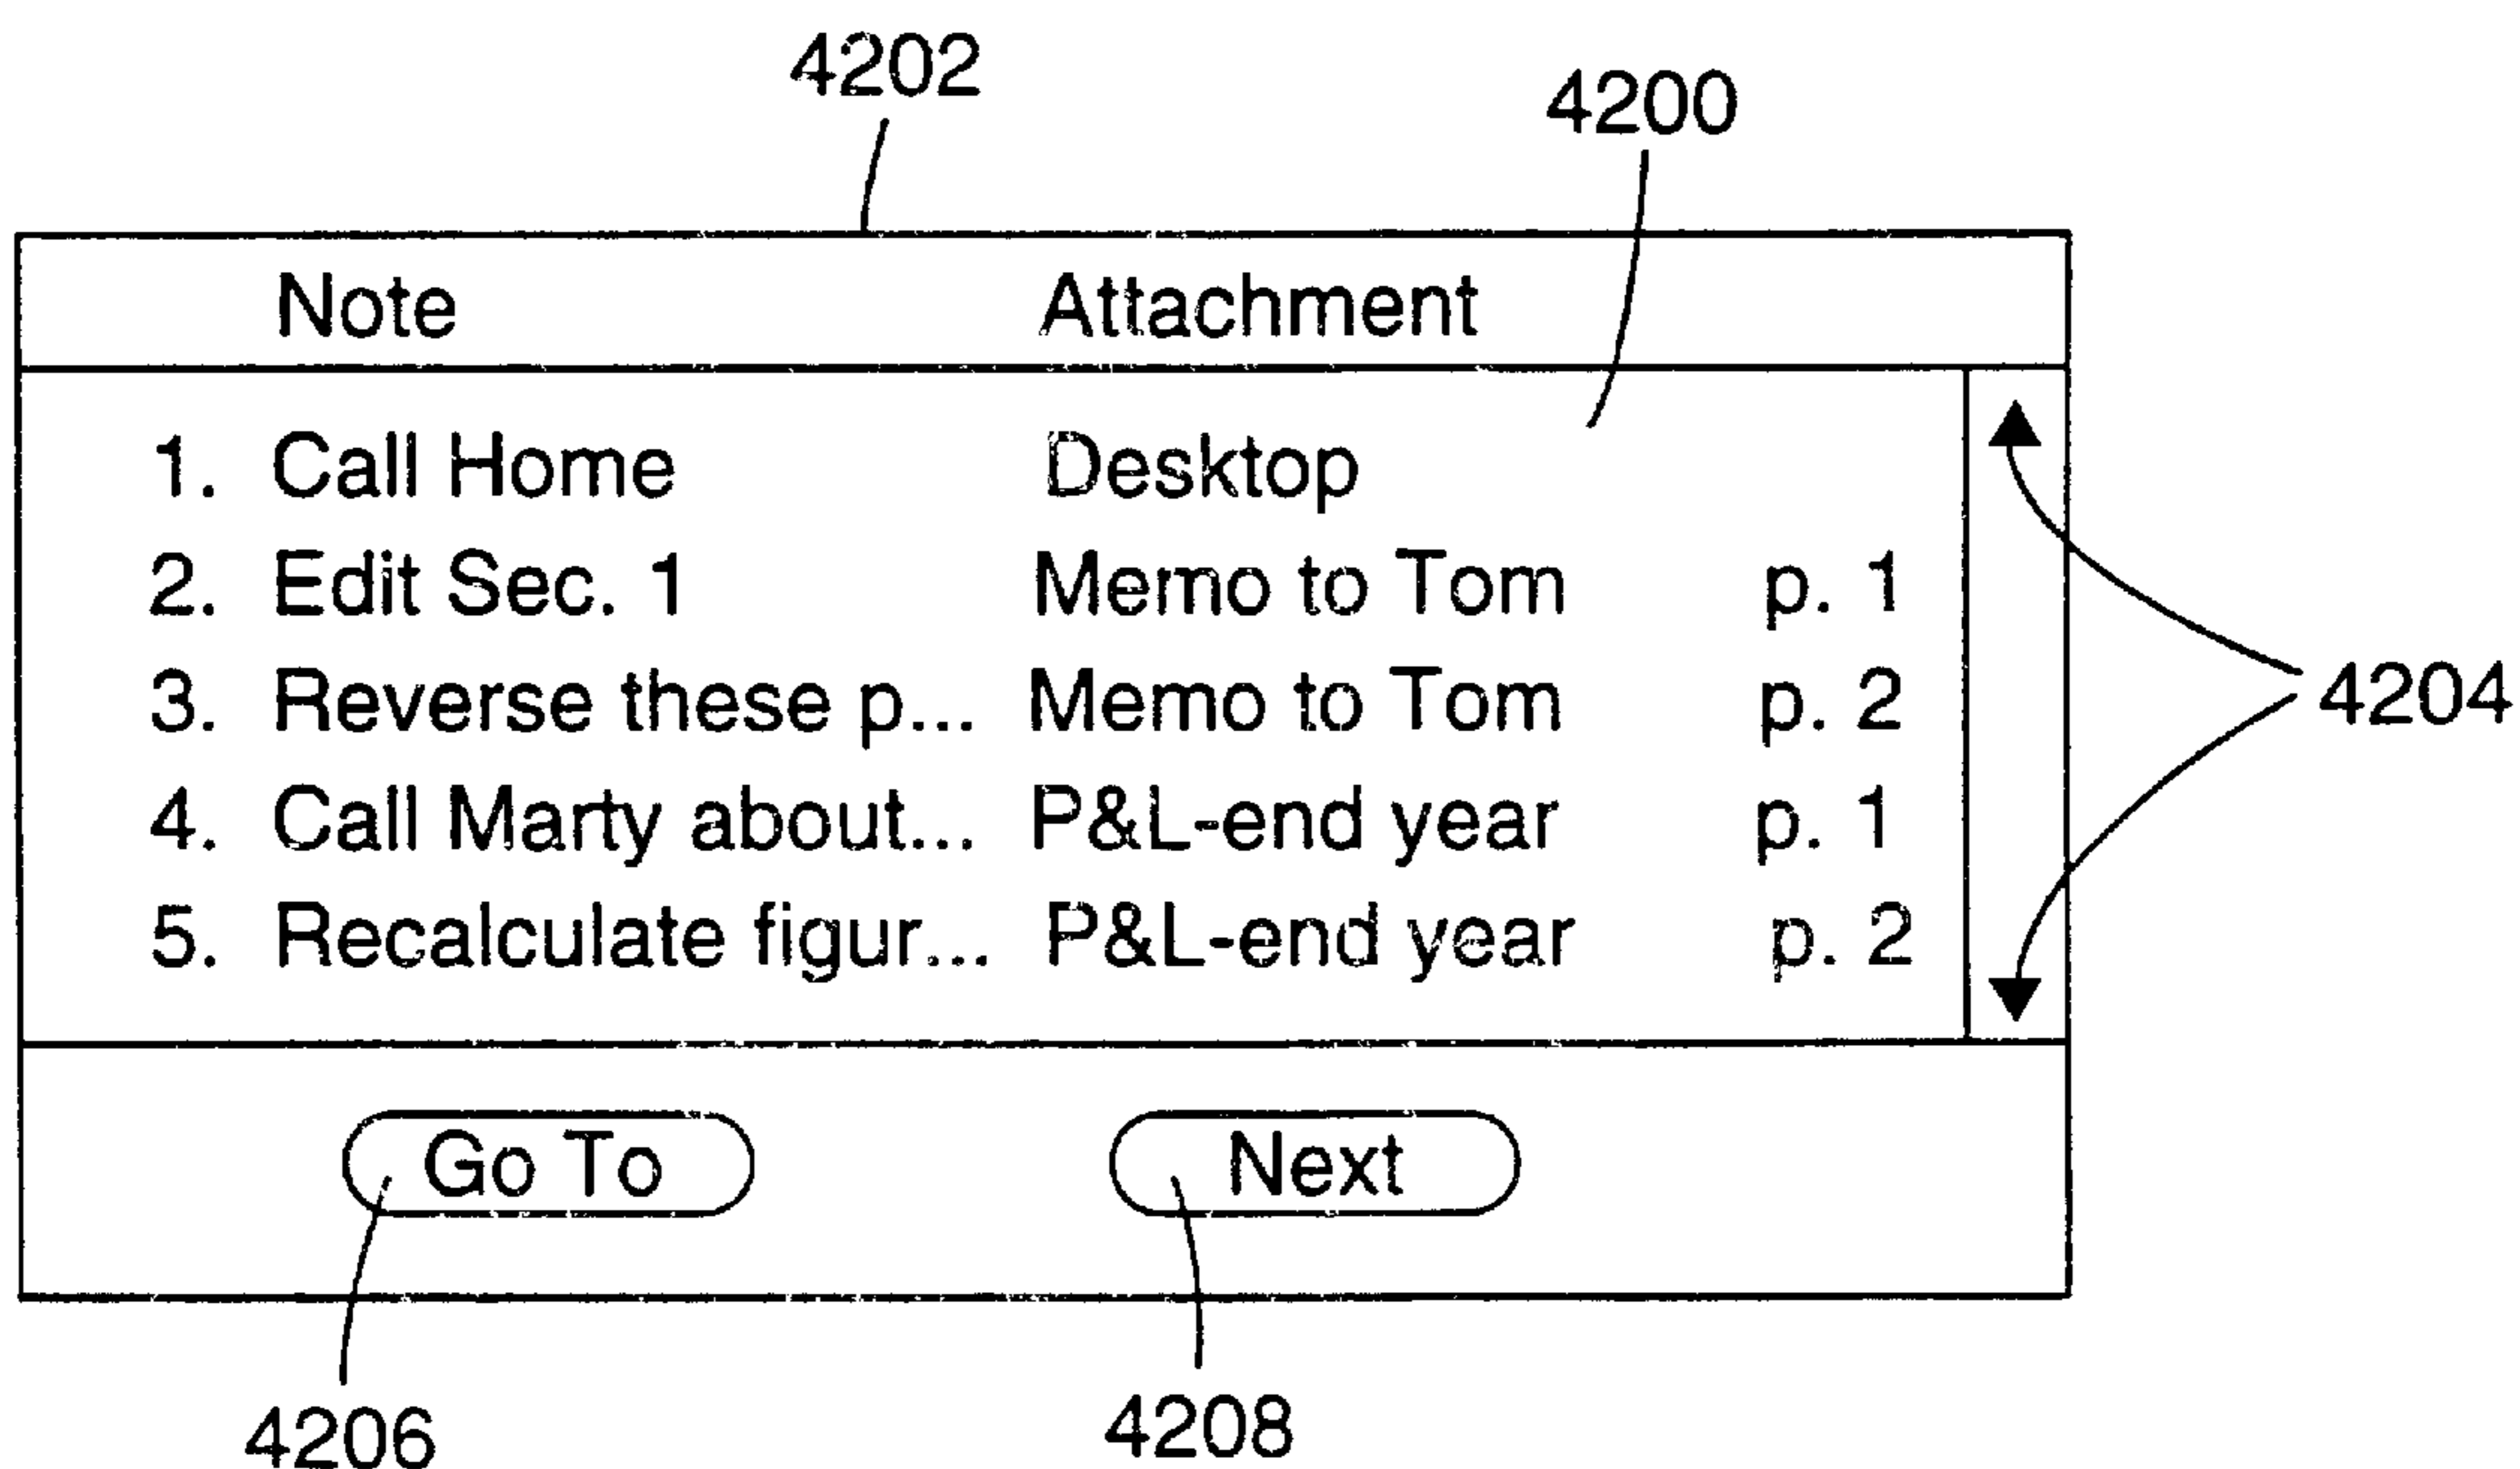 4202
4200
Note Attachment
1. Call Home Desktop
2. Edit Sec. 1 Memo to Tom p. 1
3. Reverse these p... Memo to Tom p. 2
4204
4. Call Marty about... P&L-end year p. 1
5. Recalculate figur... P&L-end year p. 2
Go To Next
4206 4208